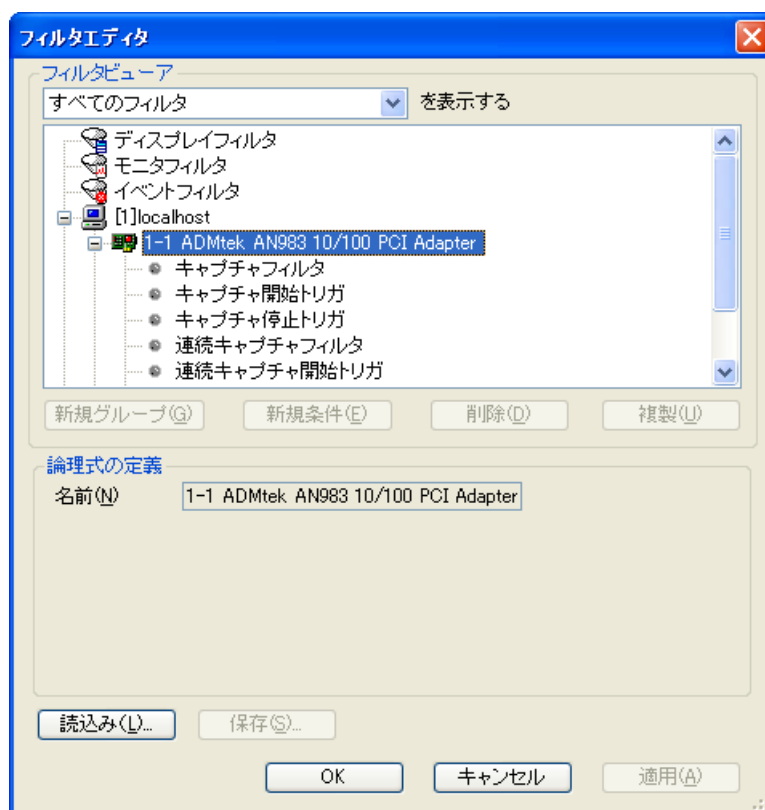 フィルタエディタ
フィルタビューア
すべてのフィルタ を表示する
ディスプレイフィルタ
モニタフィルタ
イベントフィルタ
[1]localhost
1-1 ADMtek AN983 10/100 PCI Adapter
キャプチャフィルタ
キャプチャ開始トリガ
キャプチャ停止トリガ
連続キャプチャフィルタ
連続キャプチャ開始トリガ
新規グループ(G) 新規条件(E) 削除(D) 複製(U)
論理式の定義
名前(N) 1-1 ADMtek AN983 10/100 PCI Adapter
読込み(L)... 保存(S)...
OK キャンセル 適用(A)